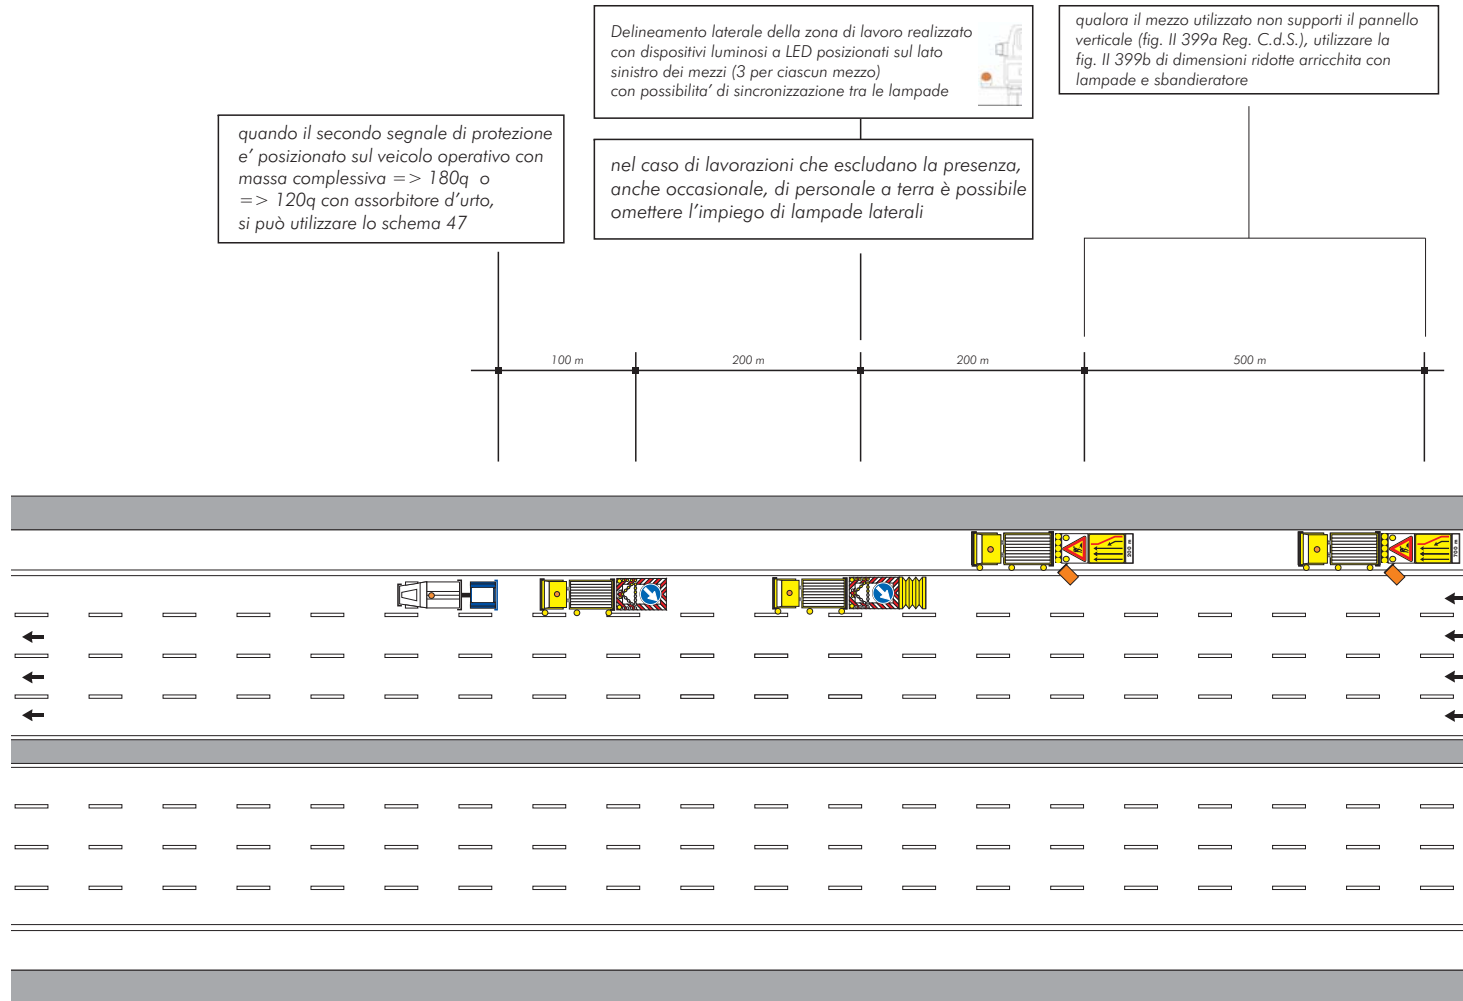 Delineamento laterale della zona di lavoro realizzato
con dispositivi luminosi a LED posizionati sul lato
sinistro dei mezzi (3 per ciascun mezzo)
con possibilita' di sincronizzazione tra le lampade
qualora il mezzo utilizzato non supporti il pannello
verticale (fig. II 399a Reg. C.d.S.), utilizzare la
fig. II 399b di dimensioni ridotte arricchita con
lampade e sbandieratore
quando il secondo segnale di protezione
e' posizionato sul veicolo operativo con
massa complessiva => 180q o
=> 120q con assorbitore d'urto,
si può utilizzare lo schema 47
nel caso di lavorazioni che escludano la presenza,
anche occasionale, di personale a terra è possibile
omettere l'impiego di lampade laterali
100 m
200 m
200 m
500 m
200 m
700 m